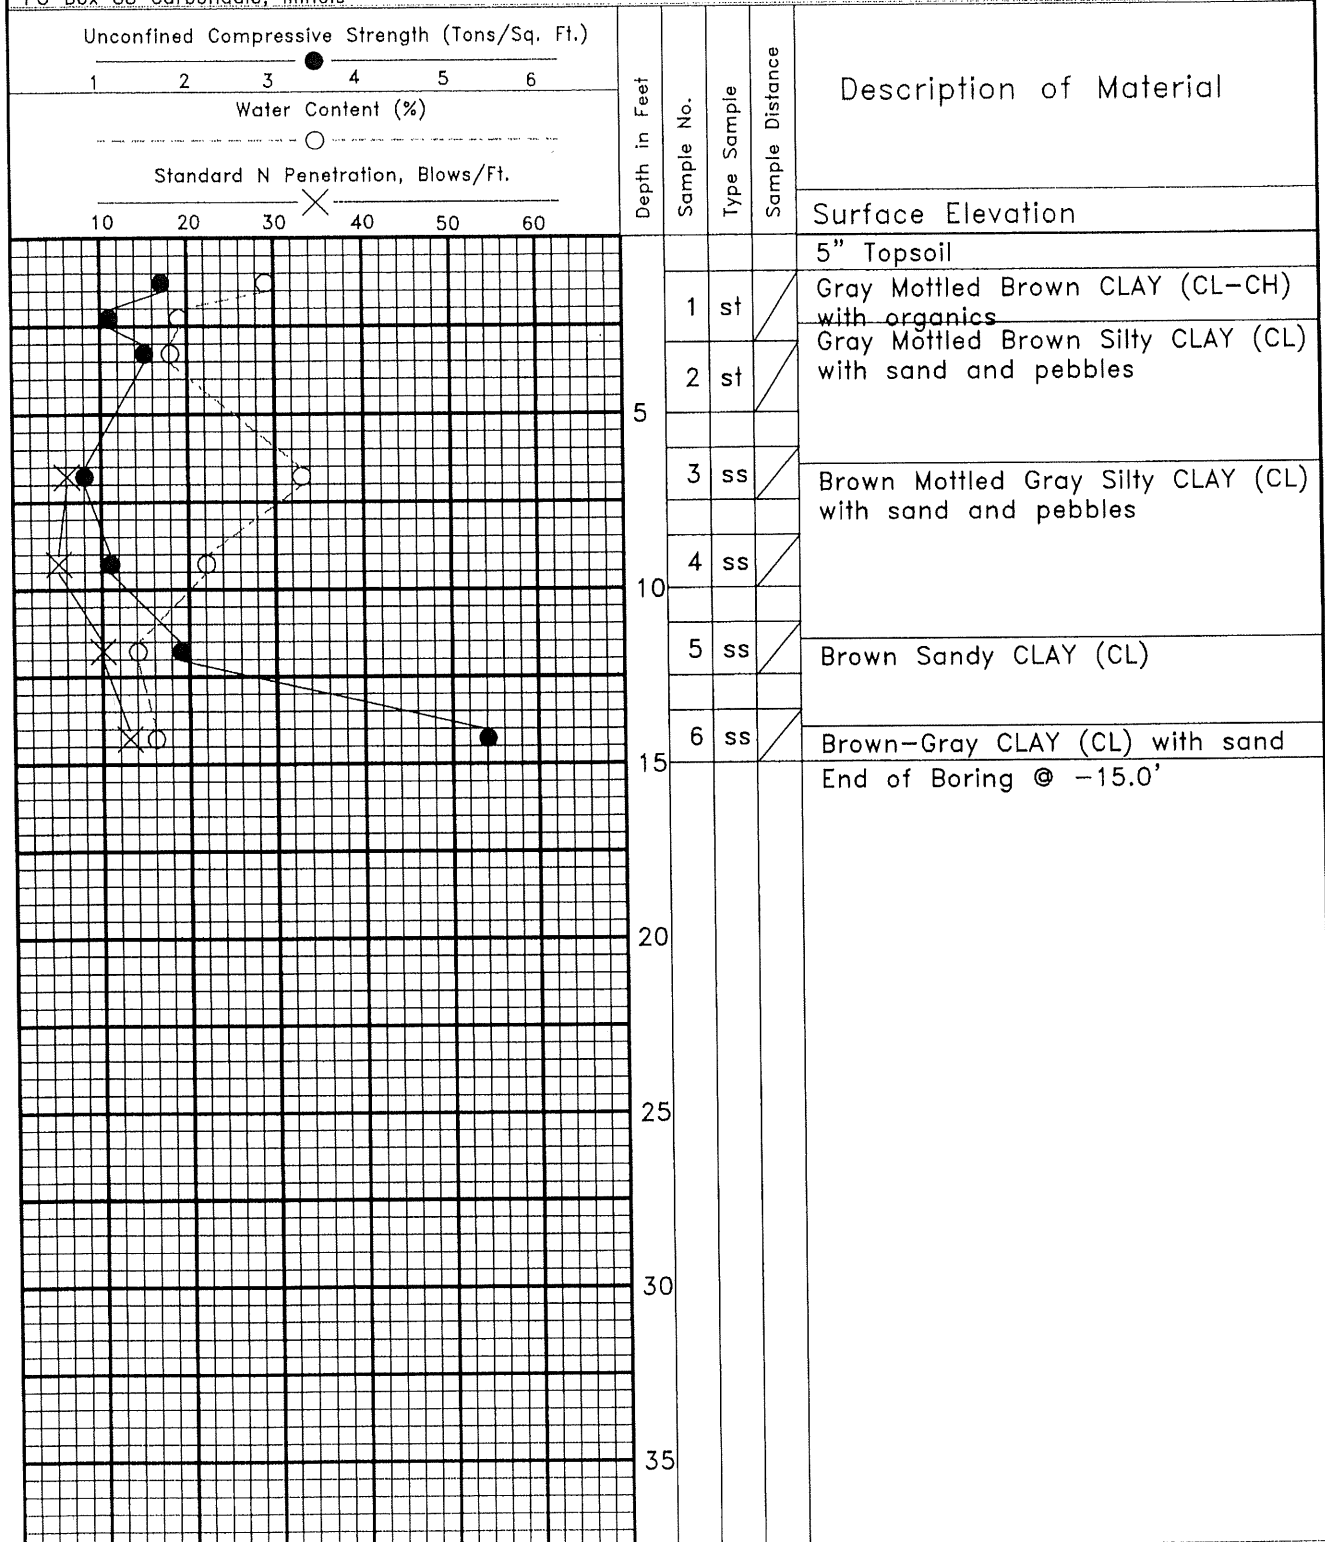 Unconfined Compressive Strength (Tons/Sq. Ft.)
1 2 3 4 5 6
Water Content (%)
Standard N Penetration, Blows/Ft.
10 20 30 40 50 60
Depth in Feet
Sample No.
Type Sample
Sample Distance
Description of Material
Surface Elevation
5" Topsoil
1 st Gray Mottled Brown CLAY (CL-CH)
with organics
Gray Mottled Brown Silty CLAY (CL)
2 st with sand and pebbles
5
3 ss Brown Mottled Gray Silty CLAY (CL)
with sand and pebbles
4 ss
10
5 ss Brown Sandy CLAY (CL)
6 ss Brown-Gray CLAY (CL) with sand
15
End of Boring @ -15.0'
20
25
30
35